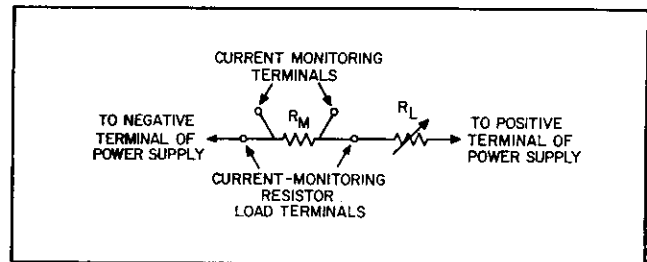 CURRENT MONITORING
TERMINALS
TO NEGATIVE
TERMINAL OF
POWER SUPPLY
R_M
R_L
TO POSITIVE
TERMINAL OF
POWER SUPPLY
CURRENT-MONITORING
RESISTOR
LOAD TERMINALS